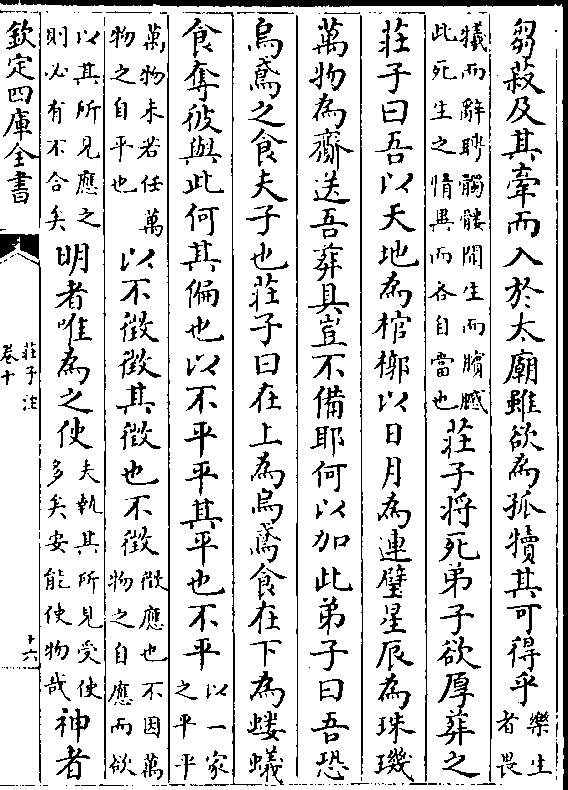 芻菽及其牽而入於太廟雖欲為孤犢其可得乎樂生者畏
犧而辭聘髑髏聞生而矉顣此死生之情異而各自當也莊子將死弟子欲厚葬之
莊子曰吾以天地為棺槨以日月為連璧星辰為珠璣
萬物為齎送吾葬具豈不備耶何以加此弟子曰吾恐
烏鳶之食夫子也莊子曰在上為烏鳶食在下為螻蟻
食奪彼與此何其偏也以不平平其平也不平以一家之平平
萬物未若任萬物之自平也以不徵徵其徵也不徵徵應也不因萬物之自應而欲
以其所見應之則必有不合矣明者唯為之使夫執其所見受使多矣安能使物哉神者
欽定四庫全書
莊子注
卷十
十六